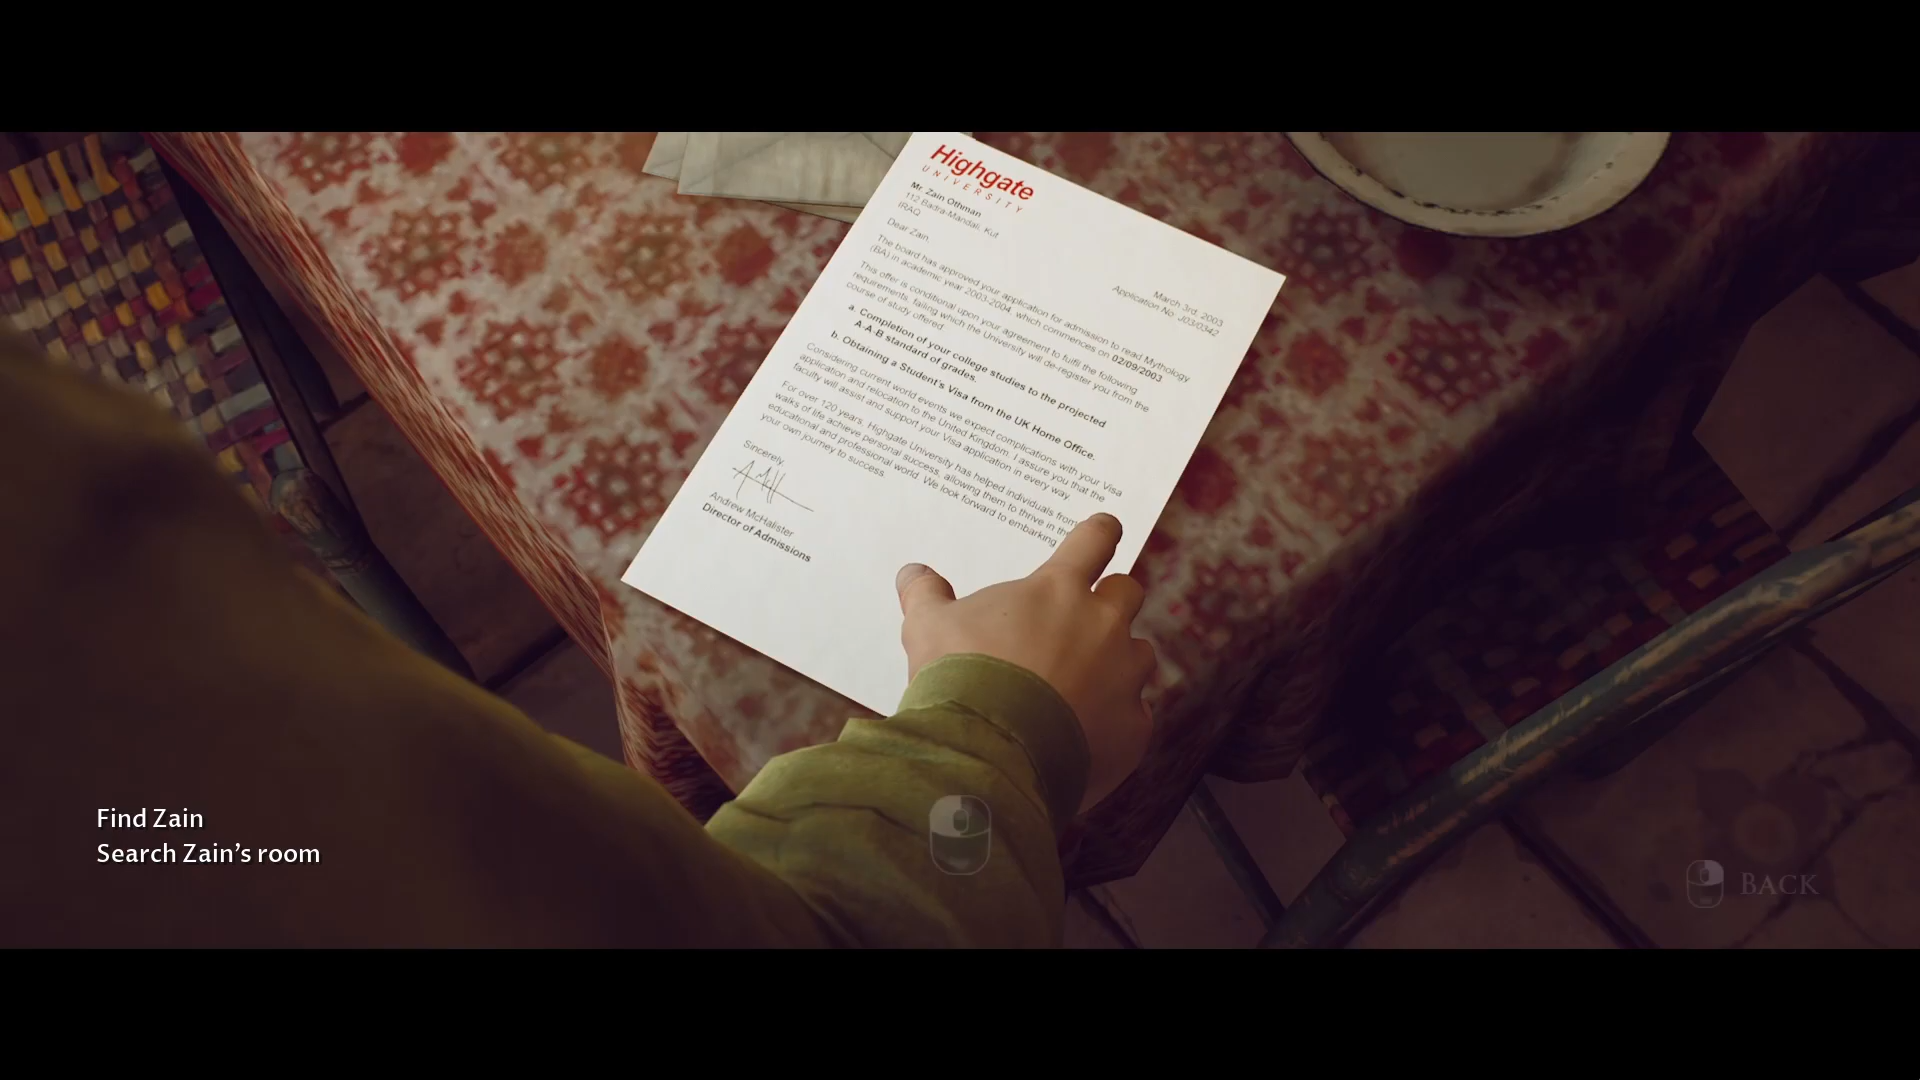 Highgate
UNIVERSITY
Mr. Zain Othman
112 Badra-Mandali, Kut
IRAQ
March 3rd, 2003
Application No. J03/0342
Dear Zain,
The board has approved your application for admission to read Mythology
(BA) in academic year 2003-2004, which commences on 02/09/2003
This offer is conditional upon your agreement to fulfil the following
requirements, failing which the University will de-register you from the
course of study offered.
a. Completion of your college studies to the projected
A-A-B standard of grades.
b. Obtaining a Student's Visa from the UK Home Office.
Considering current world events we expect complications with your Visa
application and relocation to the United Kingdom. I assure you that the
faculty will assist and support your Visa application in every way.
For over 120 years, Highgate University has helped individuals from
walks of life achieve personal success, allowing them to thrive in the
educational and professional world. We look forward to embarking
your own journey to success.
Sincerely,
Andrew McHalister
Director of Admissions
Find Zain
Search Zain's room
BACK